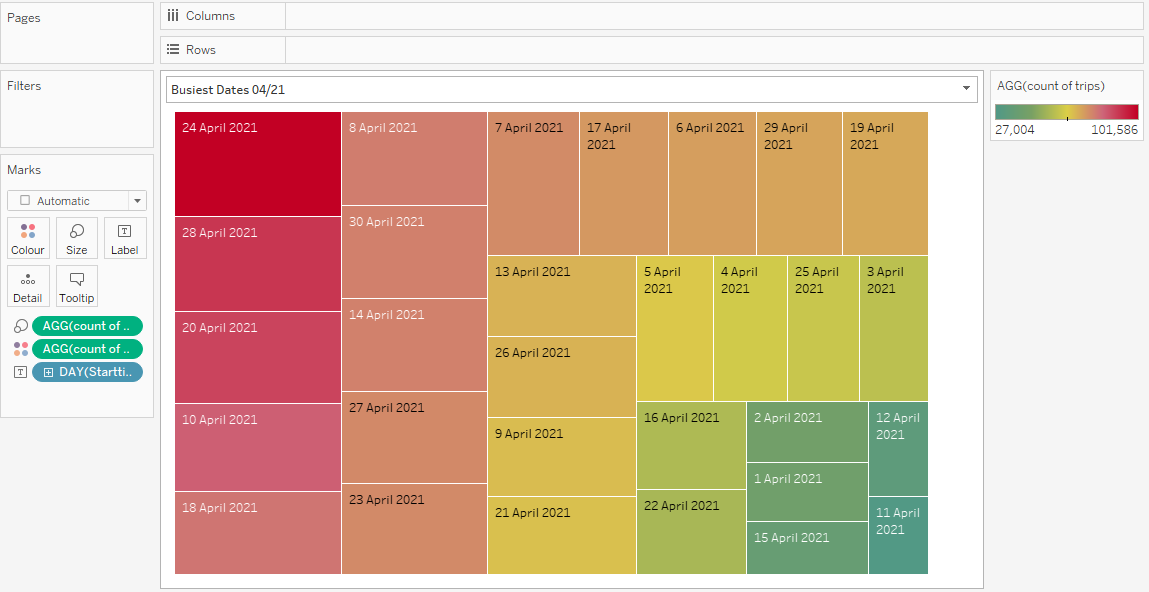 Pages
Columns
Rows
Filters
Marks
Automatic
Colour
Size
T
Label
Detail
Tooltip
AGG(count of ..
AGG(count of ..
T
DAY(Startti..
Busiest Dates 04/21
24 April 2021
28 April 2021
20 April 2021
10 April 2021
18 April 2021
8 April 2021
30 April 2021
14 April 2021
27 April 2021
23 April 2021
7 April 2021
17 April
2021
6 April 2021
29 April
2021
19 April
2021
13 April 2021
26 April 2021
9 April 2021
21 April 2021
5 April
2021
4 April
2021
25 April
2021
3 April
2021
16 April 2021
22 April 2021
2 April 2021
1 April 2021
15 April 2021
12 April
2021
11 April
2021
AGG(count of trips)
27,004
101,586